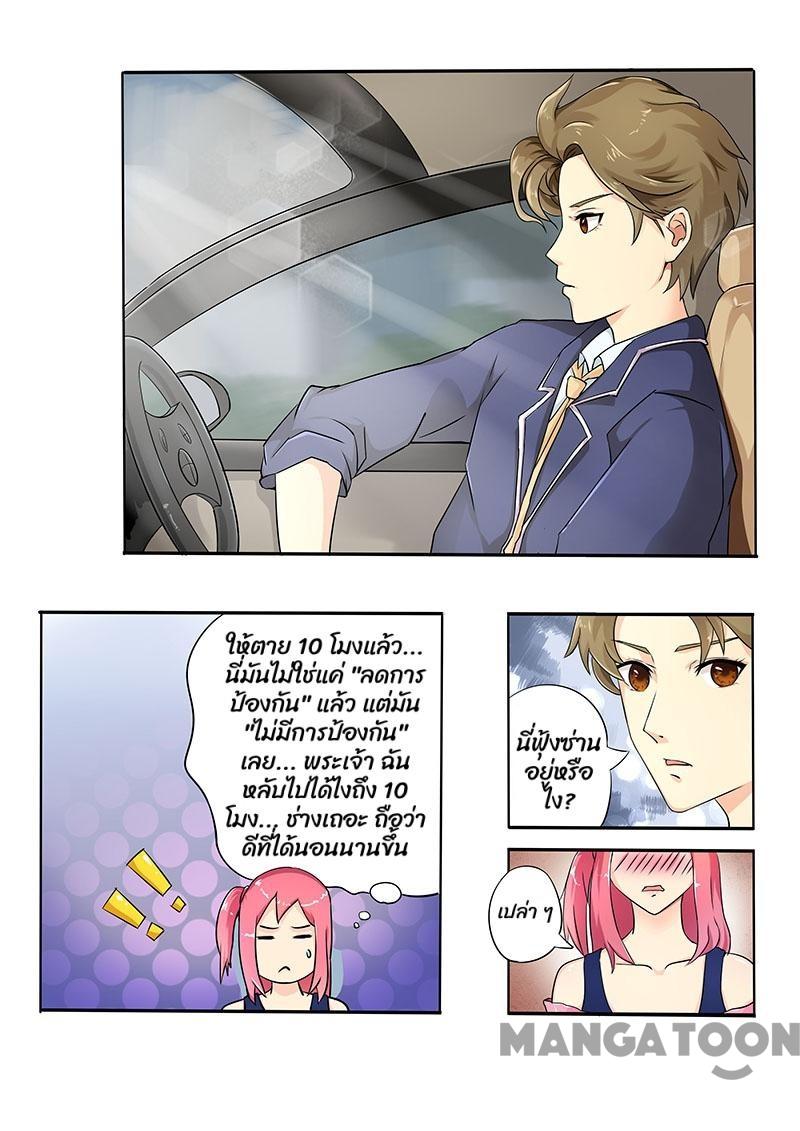 ให้ตาย 10 โมงแล้ว...
นี่มันไม่ใช่แค่ "ลดการ
ป้องกัน" แล้ว แต่มัน
"ไม่มีการป้องกัน"
เลย... พระเจ้า ฉัน
หลับไปได้ไงถึง 10
โมง... ช่างเถอะ ถือว่า
ดีที่ได้นอนนานขึ้น
นี่ฟุ้งซ่าน
อยู่หรือ
ไง?
เปล่า ๆ
MANGATOON